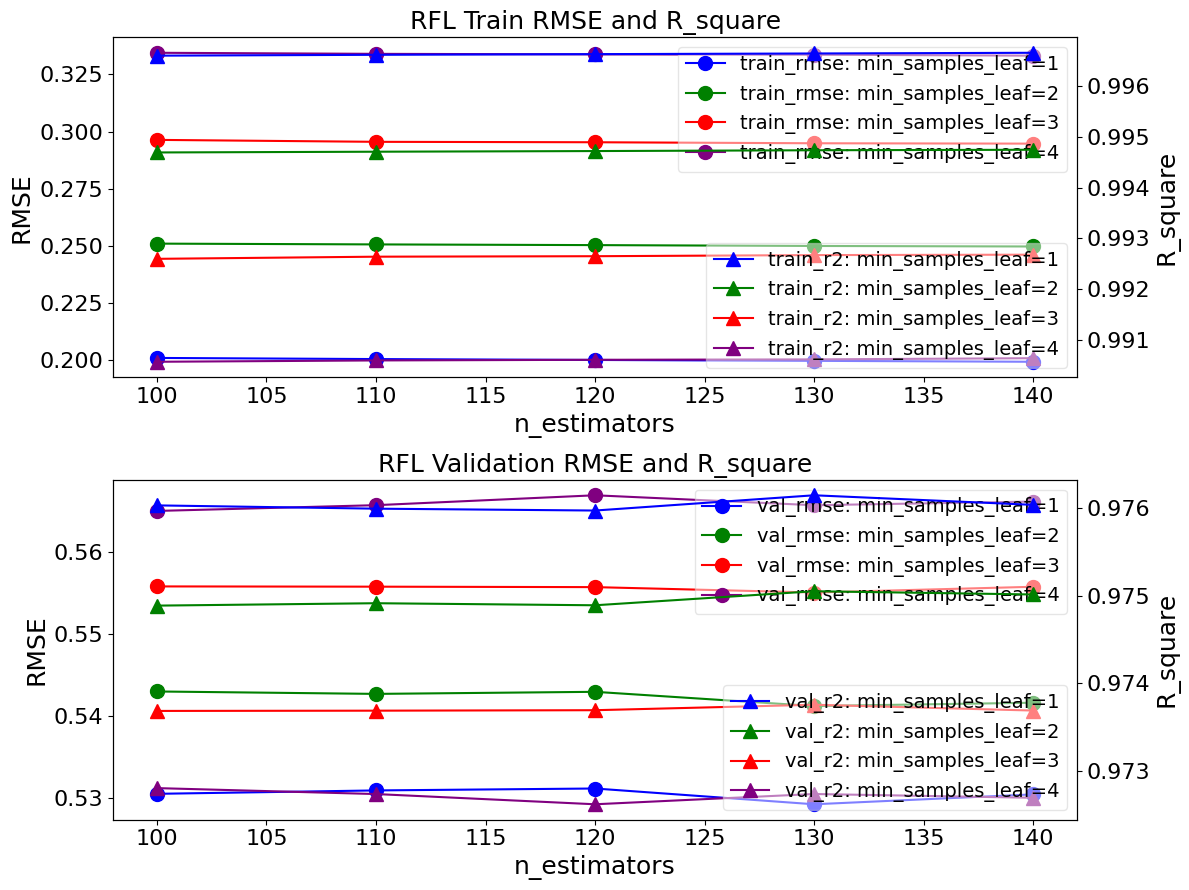 RFL Train RMSE and R_square
RMSE
0.325
0.300
0.275
0.250
0.225
0.200
train_rmse: min_samples_leaf=1
train_rmse: min_samples_leaf=2
train_rmse: min_samples_leaf=3
train_rmse: min_samples_leaf=4
train_r2: min_samples_leaf=1
train_r2: min_samples_leaf=2
train_r2: min_samples_leaf=3
train_r2: min_samples_leaf=4
0.996
0.995
0.994
0.993
0.992
0.991
R_square
100 105 110 115 120 125 130 135 140
n_estimators
RFL Validation RMSE and R_square
RMSE
0.56
0.55
0.54
0.53
val_rmse: min_samples_leaf=1
val_rmse: min_samples_leaf=2
val_rmse: min_samples_leaf=3
val_rmse: min_samples_leaf=4
val_r2: min_samples_leaf=1
val_r2: min_samples_leaf=2
val_r2: min_samples_leaf=3
val_r2: min_samples_leaf=4
0.976
0.975
0.974
0.973
R_square
100 105 110 115 120 125 130 135 140
n_estimators